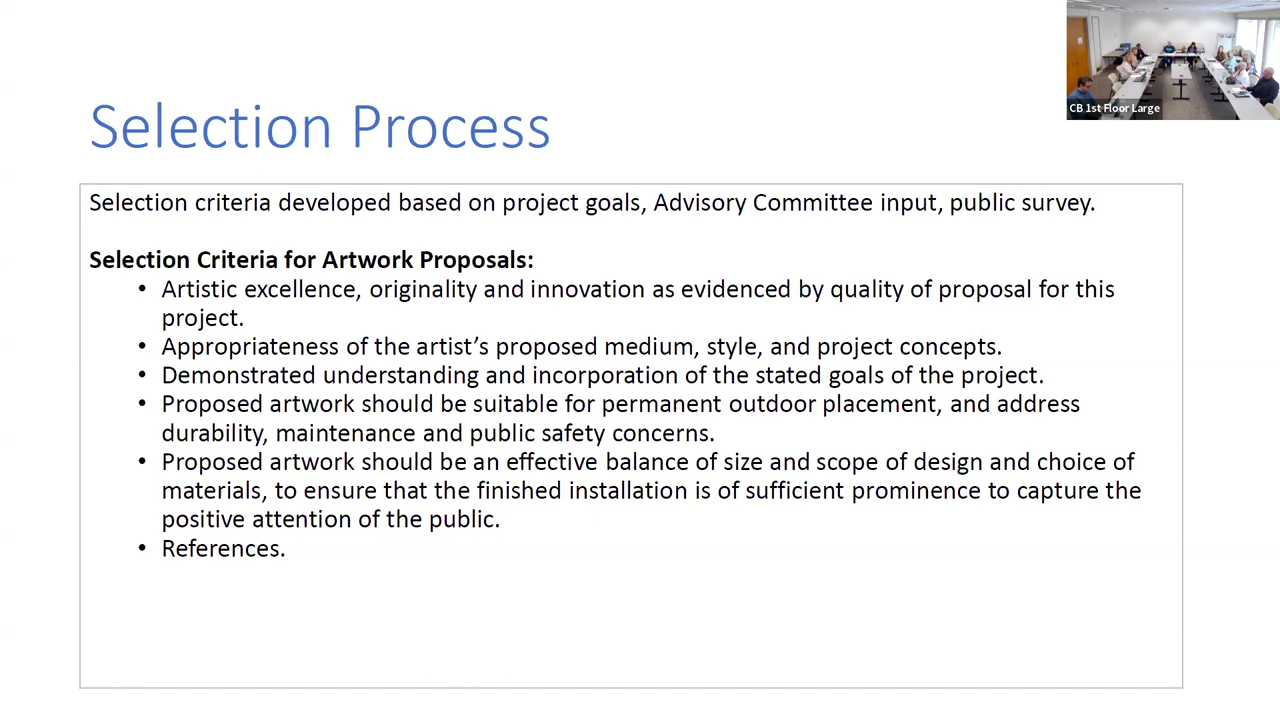 CB 1st Floor Large
Selection Process
Selection criteria developed based on project goals, Advisory Committee input, public survey.
Selection Criteria for Artwork Proposals:
• Artistic excellence, originality and innovation as evidenced by quality of proposal for this
project.
• Appropriateness of the artist’s proposed medium, style, and project concepts.
• Demonstrated understanding and incorporation of the stated goals of the project.
• Proposed artwork should be suitable for permanent outdoor placement, and address
durability, maintenance and public safety concerns.
• Proposed artwork should be an effective balance of size and scope of design and choice of
materials, to ensure that the finished installation is of sufficient prominence to capture the
positive attention of the public.
• References.